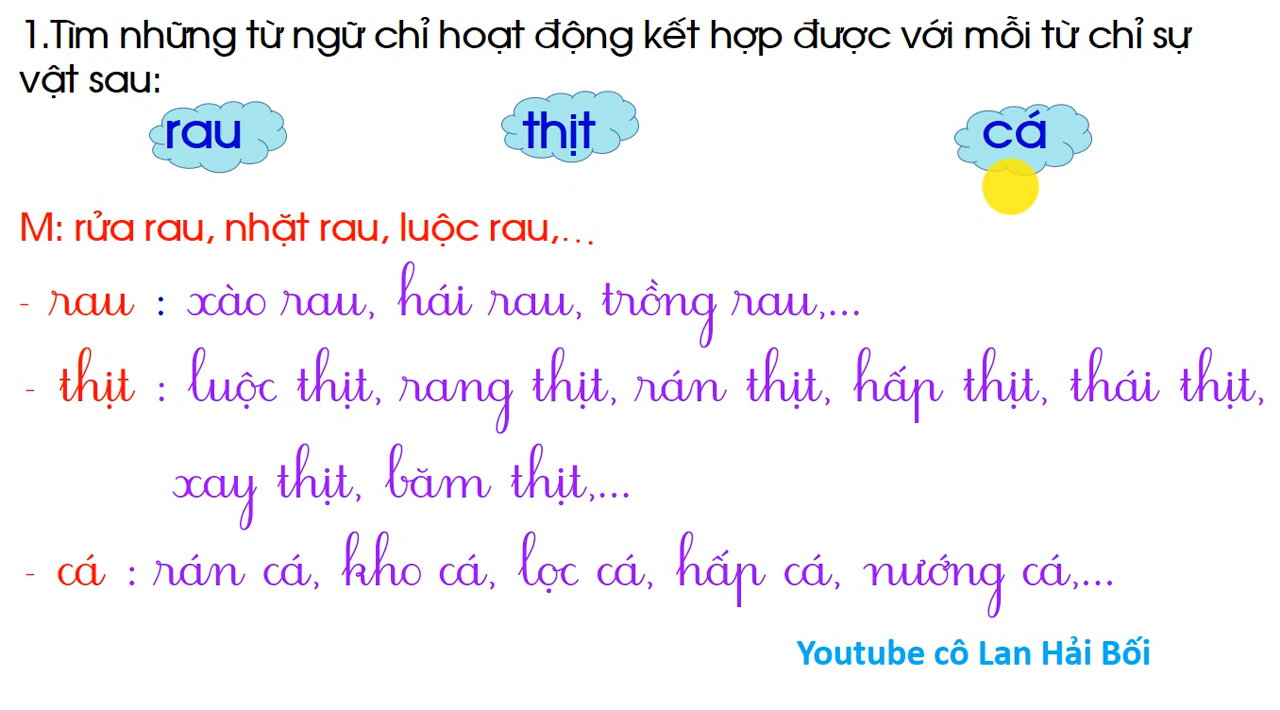 1.Tìm những từ ngữ chỉ hoạt động kết hợp được với mỗi từ chỉ sự
vật sau:
rau thịt cá
M: rửa rau, nhặt rau, luộc rau,...
- rau : xào rau, hái rau, trồng rau,...
- thịt : luộc thịt, rang thịt, rán thịt, hấp thịt, thái thịt,
xay thịt, băm thịt,...
- cá : rán cá, kho cá, lọc cá, hấp cá, nướng cá,...
Youtube cô Lan Hải Bối